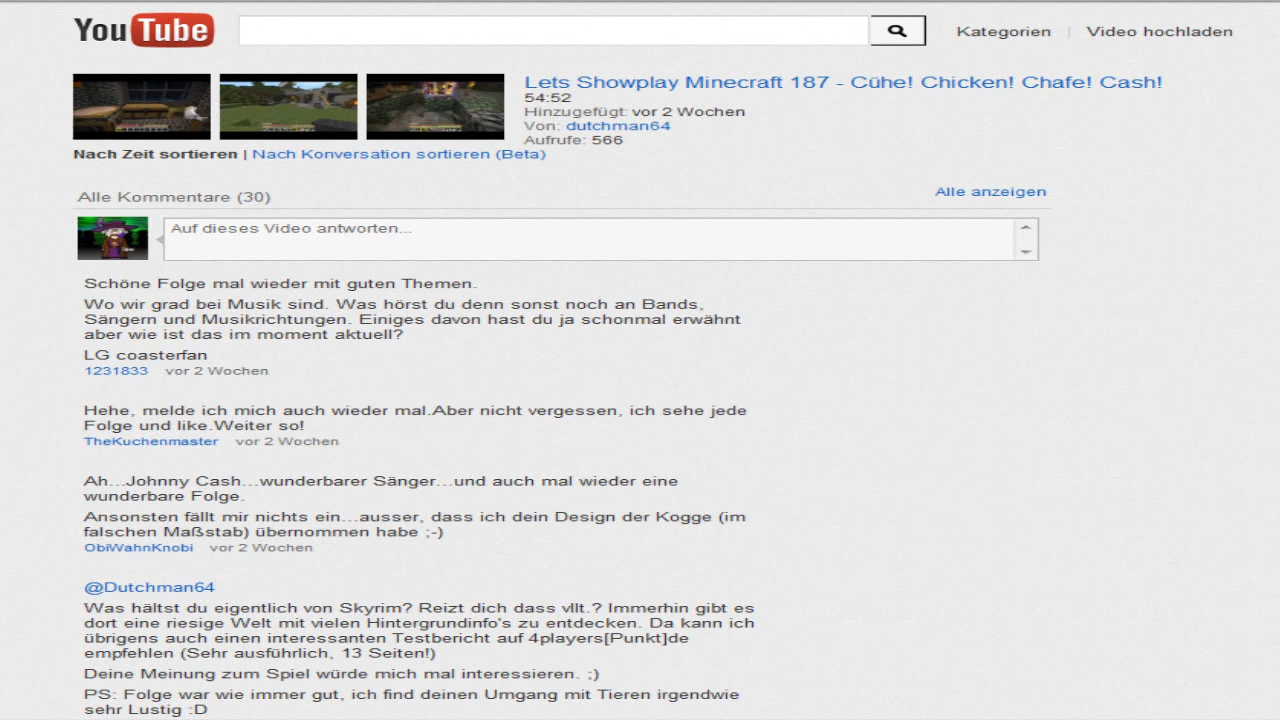 YouTube
Kategorien | Video hochladen
Lets Showplay Minecraft 187 - Cühe! Chicken! Chafe! Cash!
54:52
Hinzugefügt: vor 2 Wochen
Von: dutchman64
Aufrufe: 566
Nach Zeit sortieren | Nach Konversation sortieren (Beta)
Alle Kommentare (30)
Alle anzeigen
Auf dieses Video antworten...
Schöne Folge mal wieder mit guten Themen.
Wo wir grad bei Musik sind. Was hörst du denn sonst noch an Bands,
Sängern und Musikrichtungen. Einiges davon hast du ja schonmal erwähnt
aber wie ist das im moment aktuell?
LG coasterfan
1231833 vor 2 Wochen
Hehe, melde ich mich auch wieder mal.Aber nicht vergessen, ich sehe jede
Folge und like.Weiter so!
TheKuchenmaster vor 2 Wochen
Ah...Johnny Cash...wunderbarer Sänger...und auch mal wieder eine
wunderbare Folge.
Ansonsten fällt mir nichts ein...ausser, dass ich dein Design der Kogge (im
falschen Maßstab) übernommen habe ;-)
ObiWahnKnobi vor 2 Wochen
@Dutchman64
Was hältst du eigentlich von Skyrim? Reizt dich dass vllt.? Immerhin gibt es
dort eine riesige Welt mit vielen Hintergrundinfo's zu entdecken. Da kann ich
übrigens auch einen interessanten Testbericht auf 4players[Punkt]de
empfehlen (Sehr ausführlich, 13 Seiten!)
Deine Meinung zum Spiel würde mich mal interessieren. ;)
PS: Folge war wie immer gut, ich find deinen Umgang mit Tieren irgendwie
sehr Lustig :D